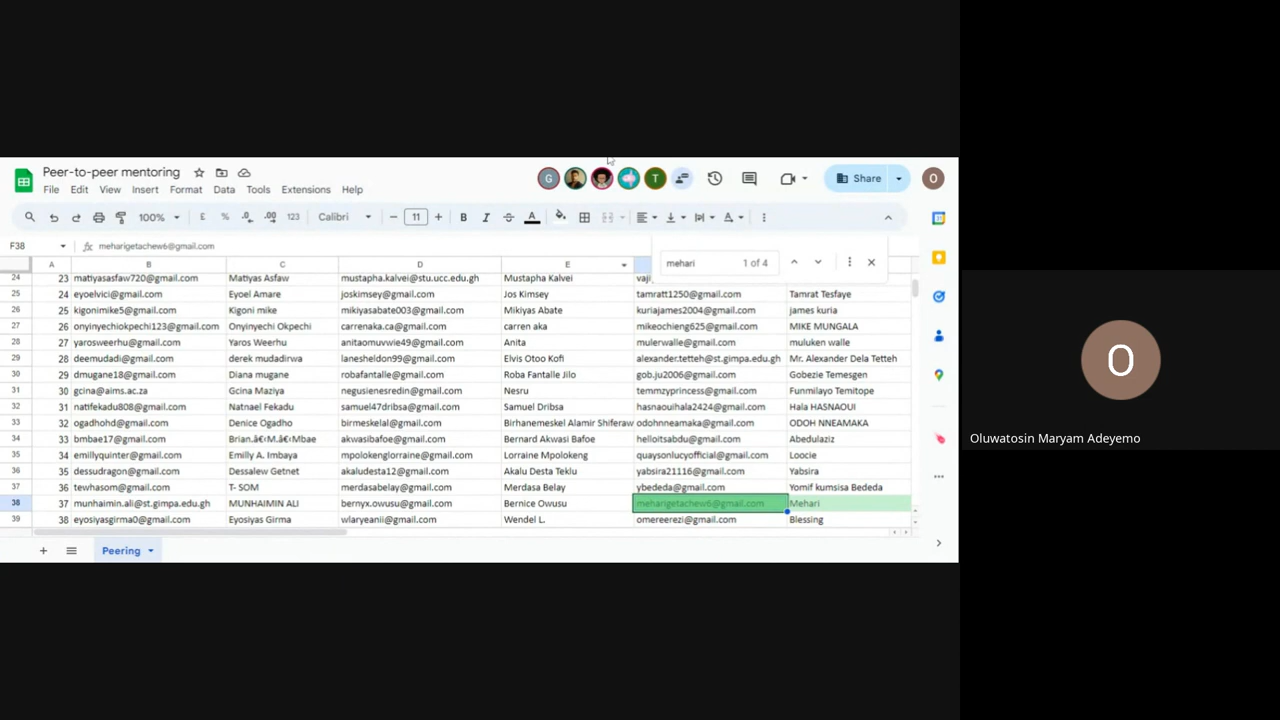 Peer-to-peer mentoring
File Edit View Insert Format Data Tools Extensions Help
G T Share O
100% £ % .0 .00 123 Calibri 11 B I A
F38 fx meharigetachew6@gmail.com
mehari 1 of 4
A B C D E
24 23 matiyasasfaw720@gmail.com Matiyas Asfaw mustapha.kalvei@stu.ucc.edu.gh Mustapha Kalvei vaji
25 24 eyoelvici@gmail.com Eyoel Amare joskimsey@gmail.com Jos Kimsey tamratt1250@gmail.com Tamrat Tesfaye
26 25 kigonimike5@gmail.com Kigoni mike mikiyasabate003@gmail.com Mikiyas Abate kuriajames2004@gmail.com james kuria
27 26 onyinyechiokpechi123@gmail.com Onyinyechi Okpechi carrenaka.ca@gmail.com carren aka mikeochieng625@gmail.com MIKE MUNGALA
28 27 yarosweerhu@gmail.com Yaros Weerhu anitaomuvwie49@gmail.com Anita mulerwalle@gmail.com muluken walle
29 28 deemudadi@gmail.com derek mudadirwa lanesheldon99@gmail.com Elvis Otoo Kofi alexander.tetteh@st.gimpa.edu.gh Mr. Alexander Dela Tetteh
30 29 dmugane18@gmail.com Diana mugane robafantalle@gmail.com Roba Fantalle Jilo gob.ju2006@gmail.com Gobezie Temesgen
31 30 gcina@aims.ac.za Gcina Maziya negusienesredin@gmail.com Nesru temmzyprincess@gmail.com Funmilayo Temitope
32 31 natifekadu808@gmail.com Natnael Fekadu samuel47dribsa@gmail.com Samuel Dribsa hasnaouihala2424@gmail.com Hala HASNAOUI
33 32 ogadhohd@gmail.com Denice Ogadho birmeskelal@gmail.com Birhanemeskel Alamir Shiferaw odohnneamaka@gmail.com ODOH NNEAMAKA
34 33 bmbae17@gmail.com Brian.â€‹M.â€‹Mbae akwasibafoe@gmail.com Bernard Akwasi Bafoe helloitsabdu@gmail.com Abedulaziz
35 34 emillyquinter@gmail.com Emilly A. Imbaya mpolokenglorraine@gmail.com Lorraine Mpolokeng quaysonlucyofficial@gmail.com Loocie
36 35 dessudragon@gmail.com Dessalew Getnet akaludesta12@gmail.com Akalu Desta Teklu yabsira21116@gmail.com Yabsira
37 36 tewhasom@gmail.com T- SOM merdasabelay@gmail.com Merdasa Belay ybededa@gmail.com Yomif kumsisa Bededa
38 37 munhaimin.ali@st.gimpa.edu.gh MUNHAIMIN ALI bernyx.owusu@gmail.com Bernice Owusu meharigetachew6@gmail.com Mehari
39 38 eyosiyasgirma0@gmail.com Eyosiyas Girma wlaryeanii@gmail.com Wendel L. omereerezi@gmail.com Blessing
Peering
O
Oluwatosin Maryam Adeyemo